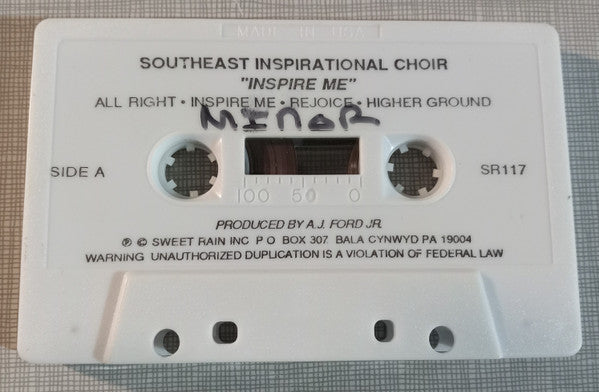 MADE IN USA
SOUTHEAST INSPIRATIONAL CHOIR
"INSPIRE ME"
ALL RIGHT • INSPIRE ME • REJOICE • HIGHER GROUND
MINOR
SIDE A
SR117
100 50 0
PRODUCED BY A.J. FORD JR.
℗ © SWEET RAIN INC P O BOX 307 BALA CYNWYD PA 19004
WARNING UNAUTHORIZED DUPLICATION IS A VIOLATION OF FEDERAL LAW